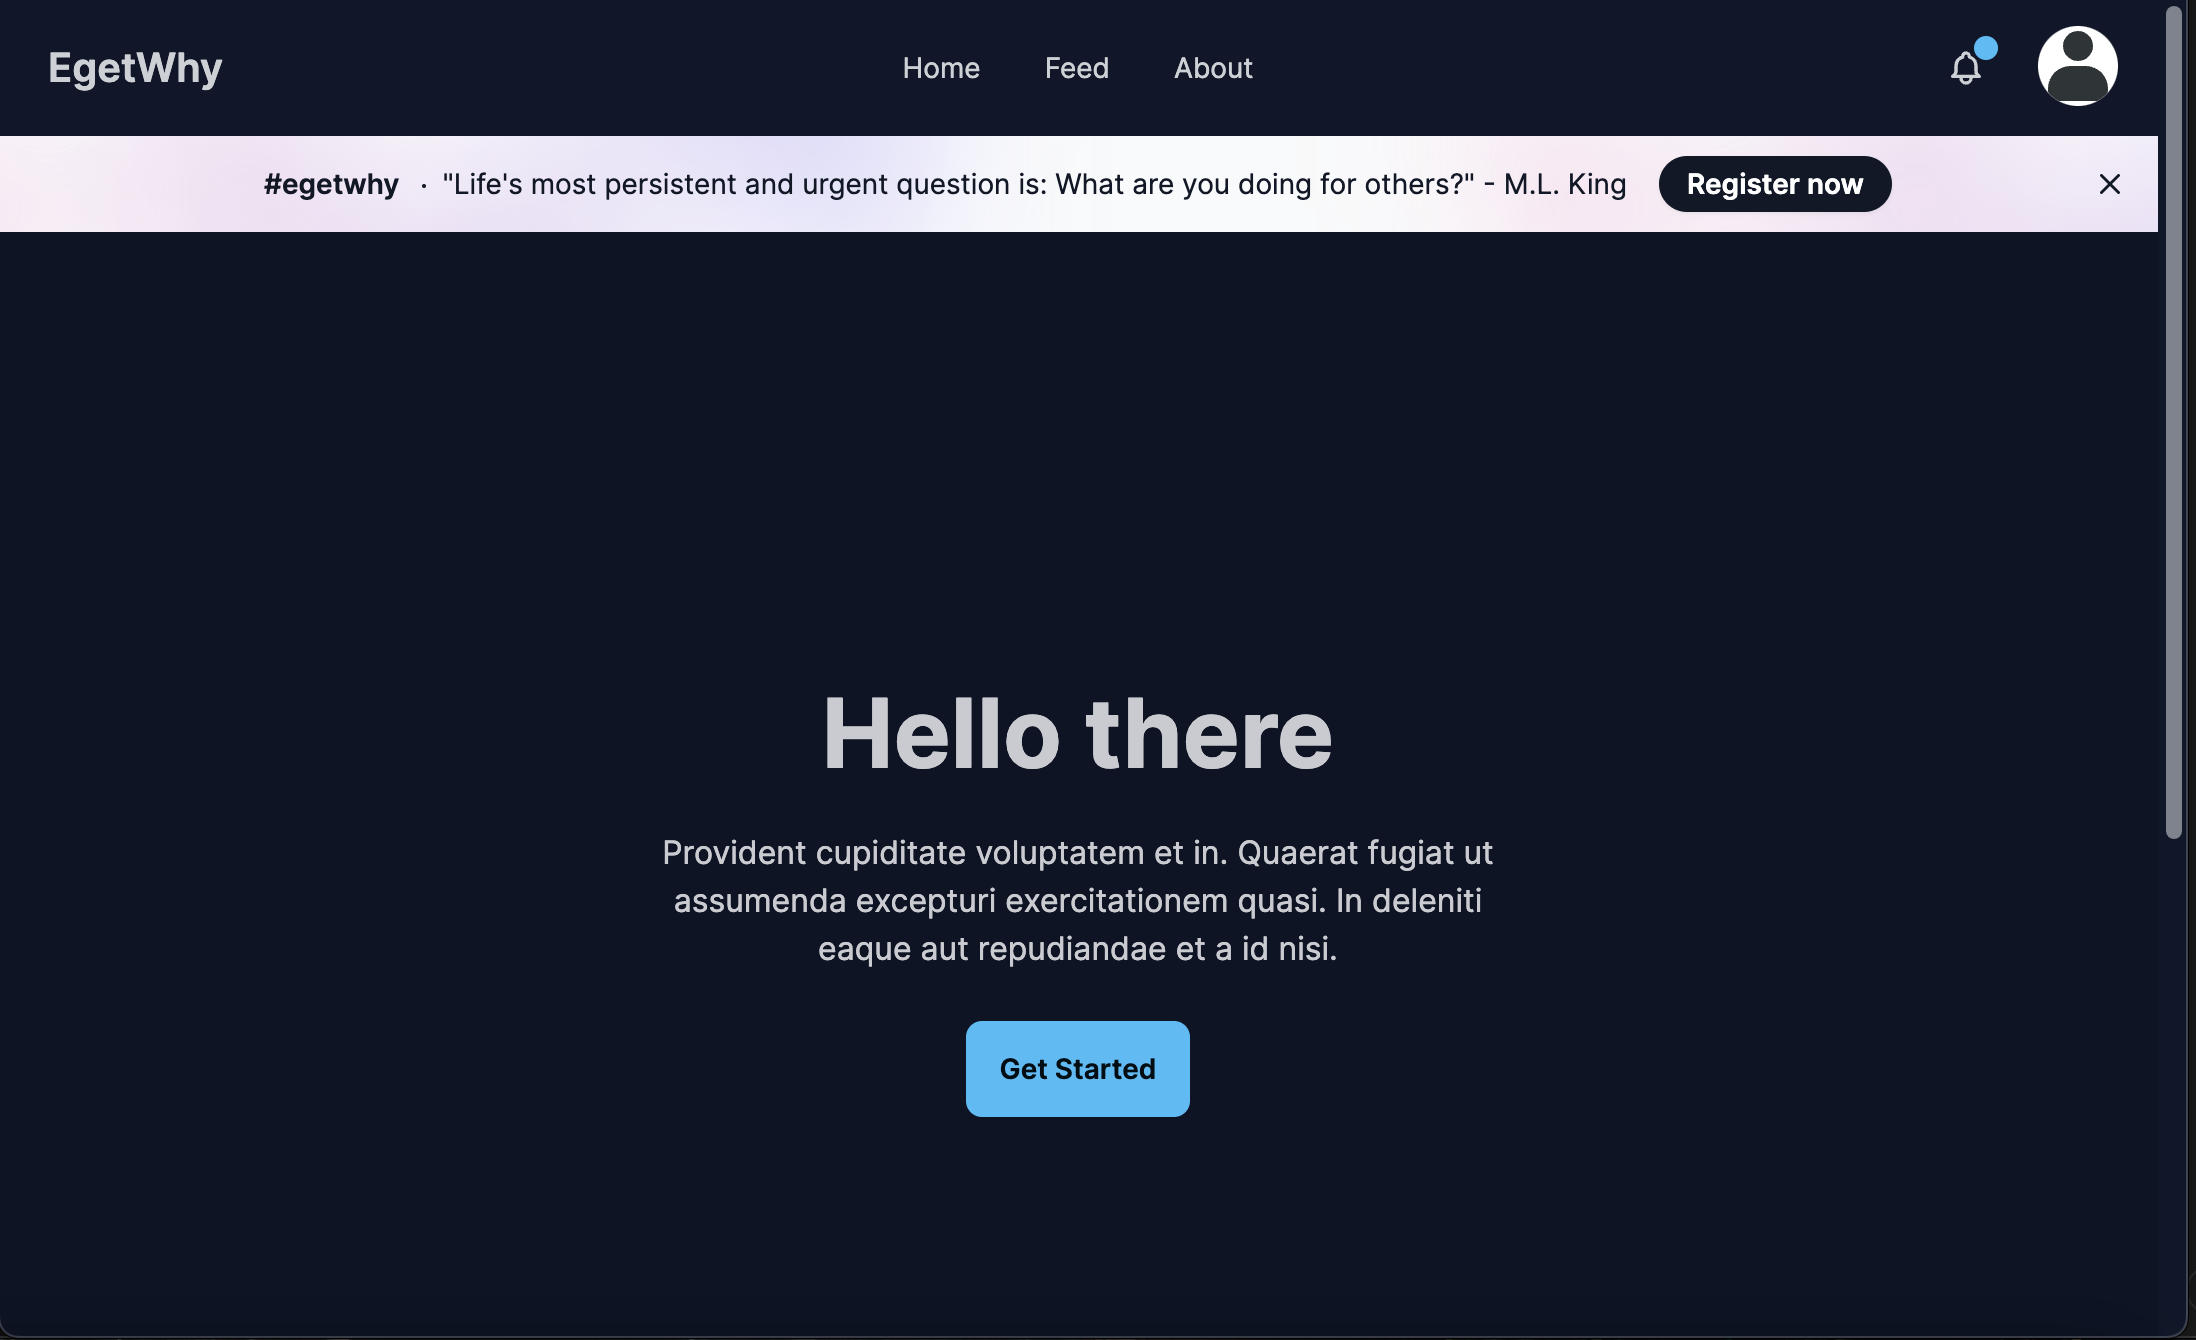 EgetWhy
Home Feed About
#egetwhy · "Life's most persistent and urgent question is: What are you doing for others?" - M.L. King Register now
Hello there
Provident cupiditate voluptatem et in. Quaerat fugiat ut
assumenda excepturi exercitationem quasi. In deleniti
eaque aut repudiandae et a id nisi.
Get Started